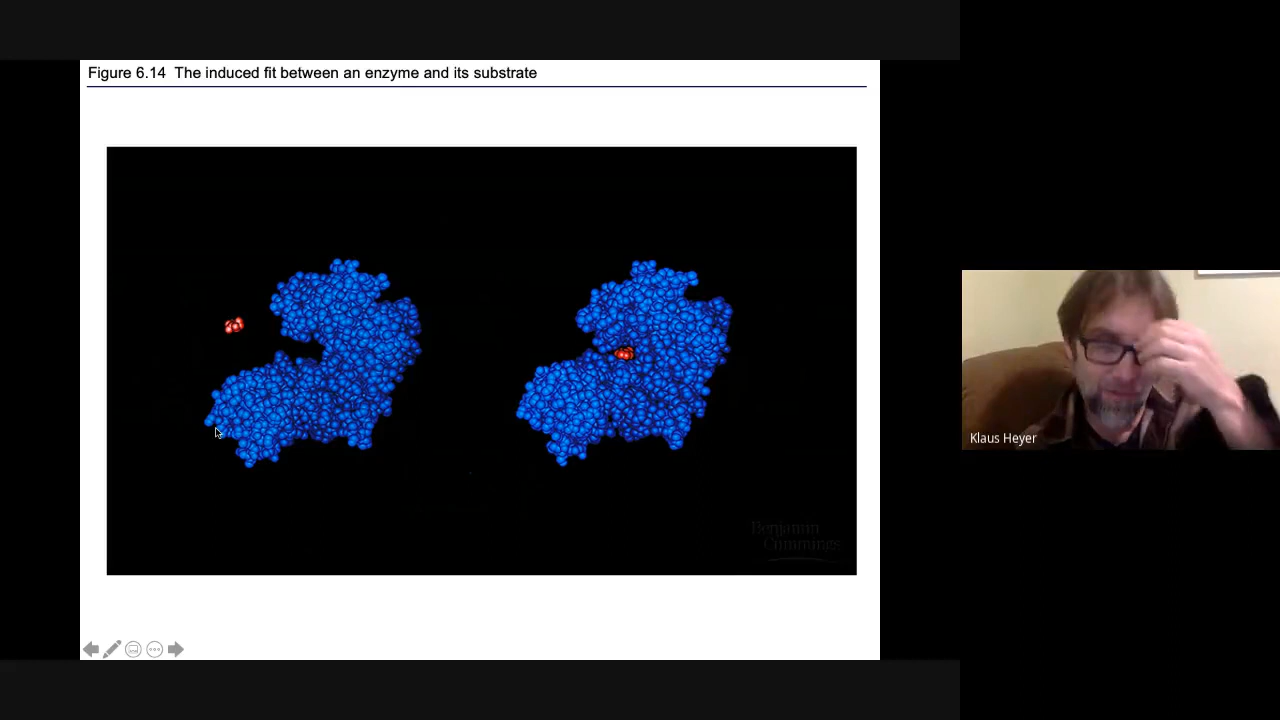 Figure 6.14 The induced fit between an enzyme and its substrate
Benjamin
Cummings
Klaus Heyer